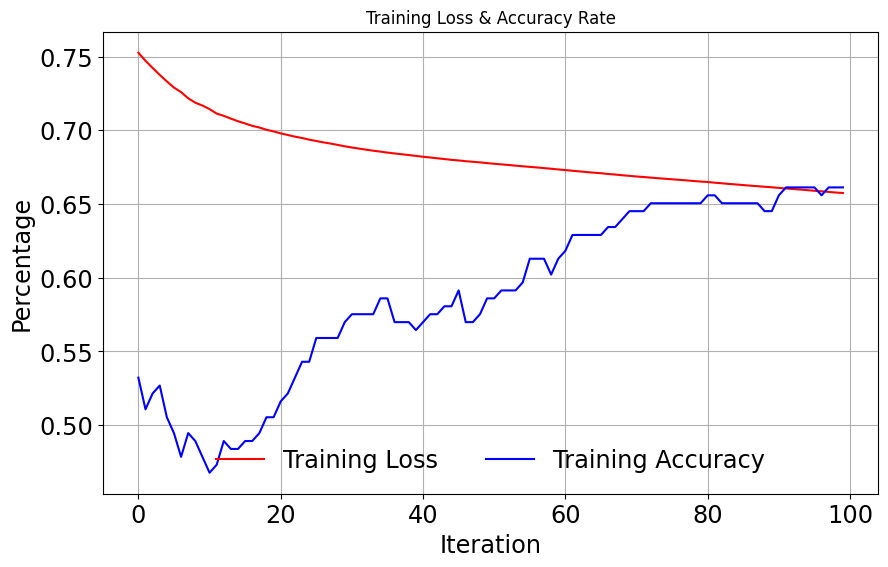 Training Loss & Accuracy Rate
0.75
0.70
0.65
0.60
0.55
0.50
Percentage
Training Loss
Training Accuracy
0 20 40 60 80 100
Iteration